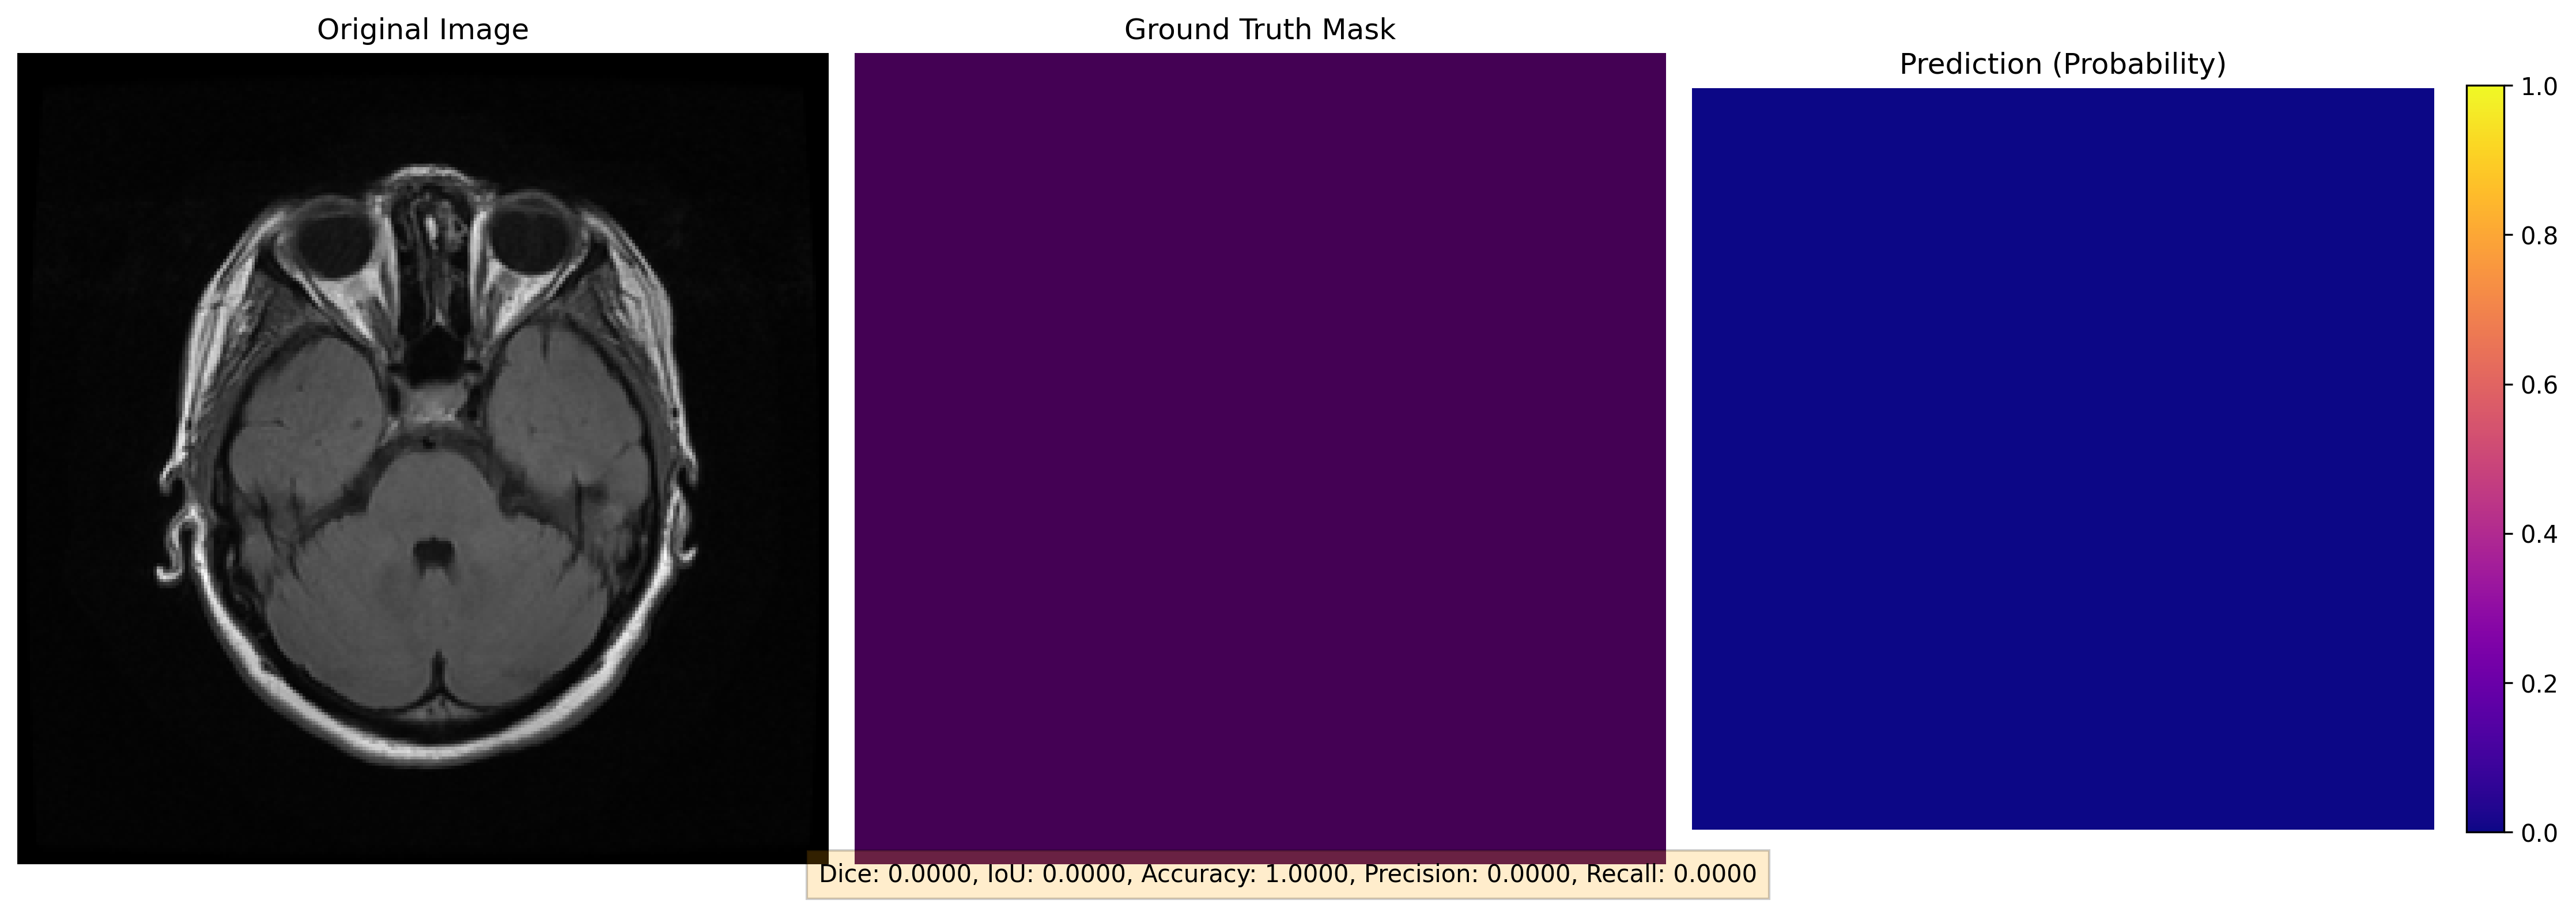 Original Image
Ground Truth Mask
Prediction (Probability)
1.0
0.8
0.6
0.4
0.2
0.0
Dice: 0.0000, IoU: 0.0000, Accuracy: 1.0000, Precision: 0.0000, Recall: 0.0000